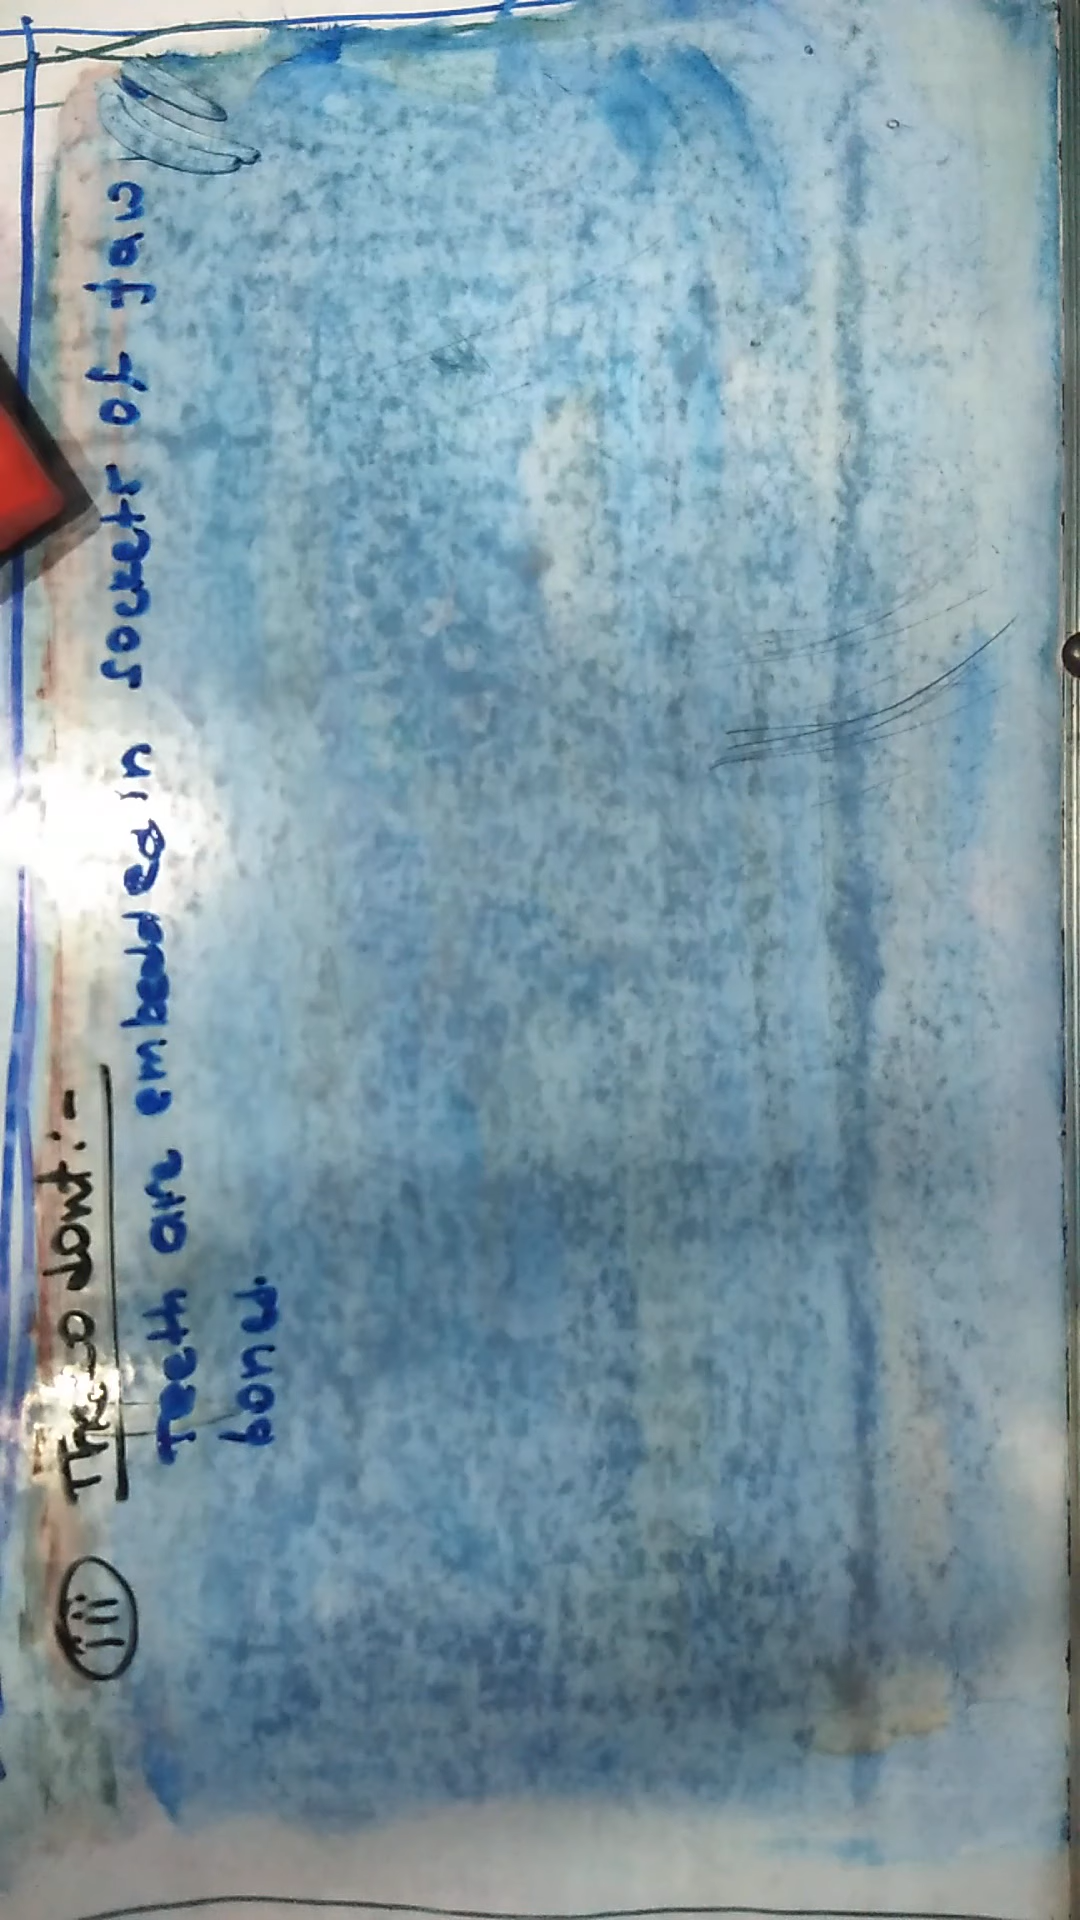 (iii) Thecodont:-
Teeth are embedded in sockets of jaw
bone.